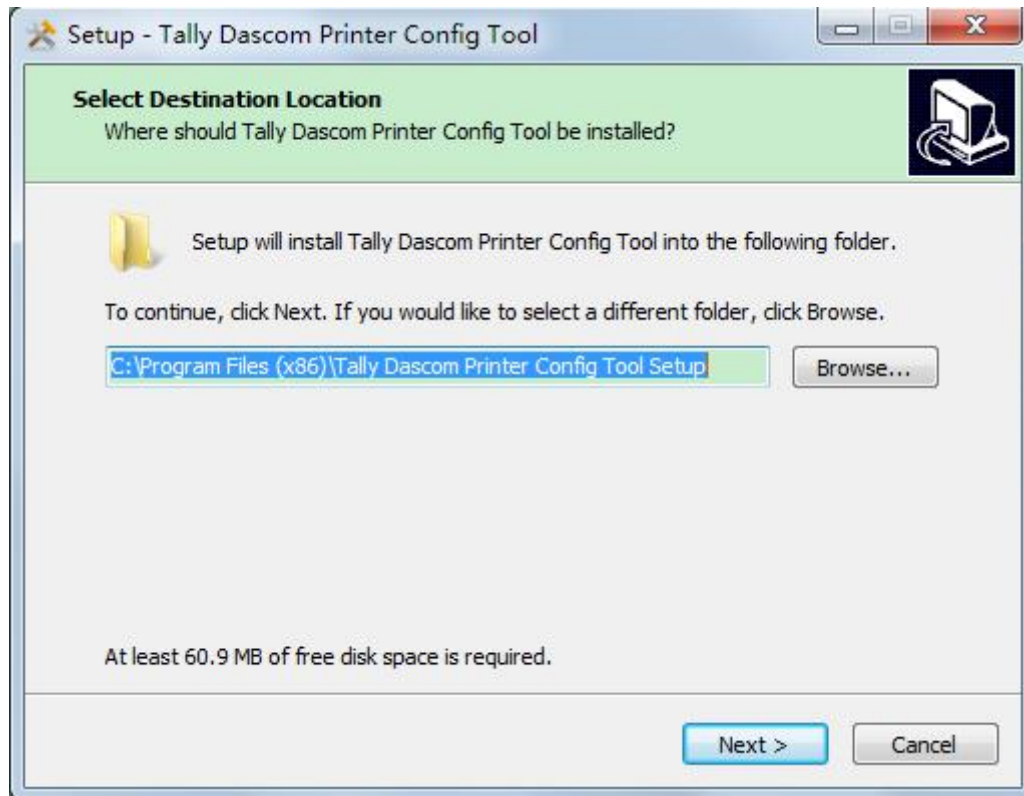 Setup - Tally Dascom Printer Config Tool
Select Destination Location
Where should Tally Dascom Printer Config Tool be installed?
Setup will install Tally Dascom Printer Config Tool into the following folder.
To continue, click Next. If you would like to select a different folder, click Browse.
C:\Program Files (x86)\Tally Dascom Printer Config Tool Setup
Browse...
At least 60.9 MB of free disk space is required.
Next >
Cancel